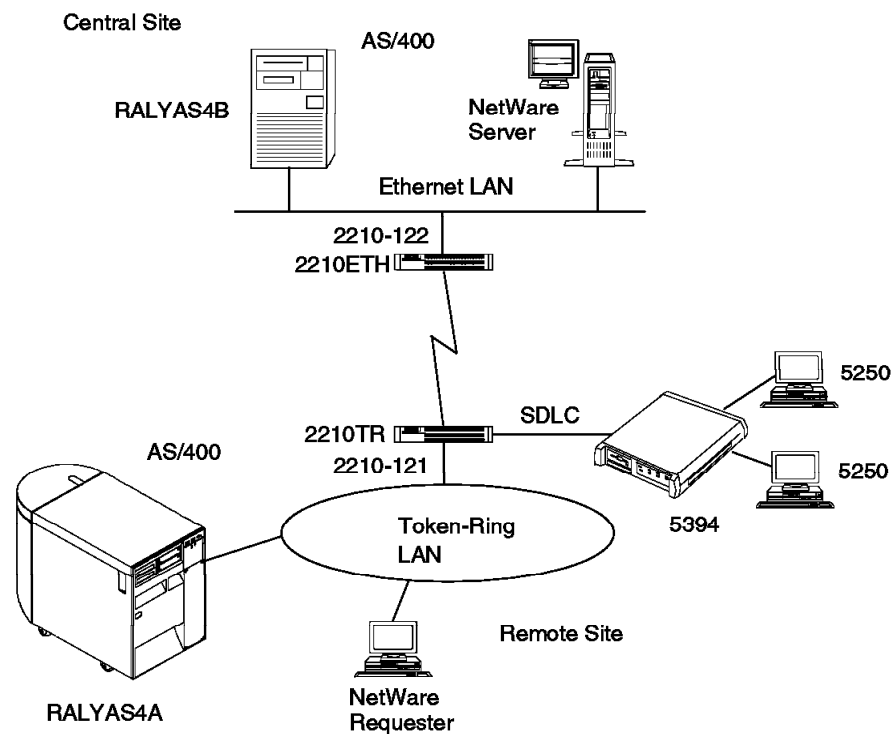 Central Site
AS/400
RALYAS4B
NetWare
Server
Ethernet LAN
2210-122
2210ETH
5250
SDLC
2210TR
2210-121
AS/400
5250
5394
Token-Ring
LAN
Remote Site
RALYAS4A
NetWare
Requester